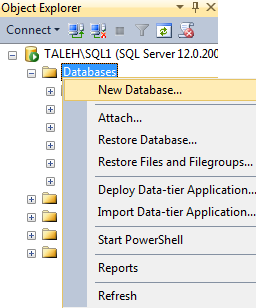 Object Explorer
Connect
TALEH\SQL1 (SQL Server 12.0.200
Databases
New Database...
Attach...
Restore Database...
Restore Files and Filegroups...
Deploy Data-tier Application...
Import Data-tier Application...
Start PowerShell
Reports
Refresh